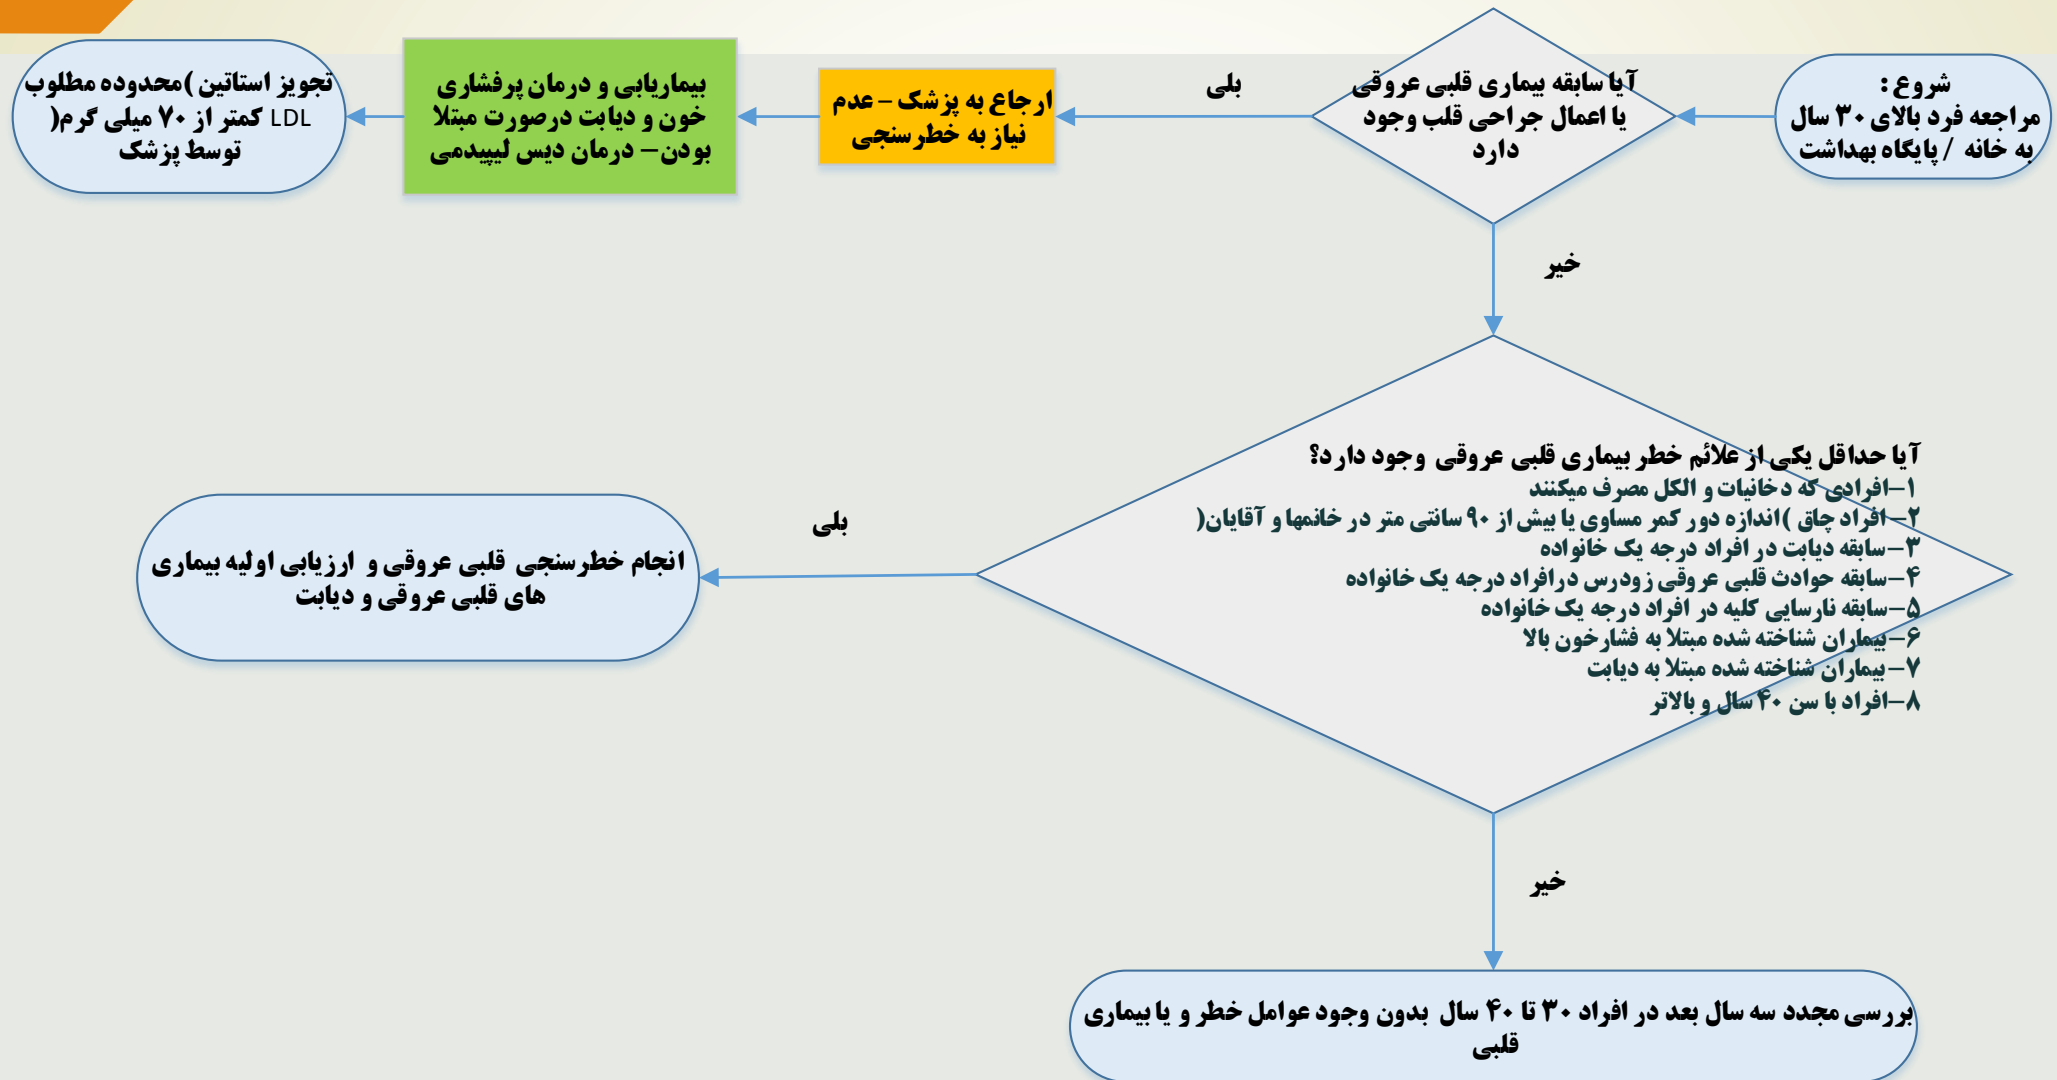 شروع :
مراجعه فرد بالای ۳۰ سال
به خانه / پایگاه بهداشت
آیا سابقه بیماری قلبی عروقی
یا اعمال جراحی قلب وجود
دارد
بلی
ارجاع به پزشک – عدم
نیاز به خطرسنجی
بیماریابی و درمان پرفشاری
خون و دیابت درصورت مبتلا
بودن– درمان دیس لیپیدمی
تجویز استاتین )محدوده مطلوب
LDL کمتر از ۷۰ میلی گرم(
توسط پزشک
خیر
آیا حداقل یکی از علائم خطر بیماری قلبی عروقی وجود دارد؟
۱–افرادی که دخانیات و الکل مصرف میکنند
۲– افراد چاق )اندازه دور کمر مساوی یا بیش از ۹۰ سانتی متر در خانمها و آقایان(
۳–سابقه دیابت در افراد درجه یک خانواده
۴–سابقه حوادث قلبی عروقی زودرس درافراد درجه یک خانواده
۵–سابقه نارسایی کلیه در افراد درجه یک خانواده
۶–بیماران شناخته شده مبتلا به فشارخون بالا
۷–بیماران شناخته شده مبتلا به دیابت
۸–افراد با سن ۴۰ سال و بالاتر
بلی
انجام خطرسنجی قلبی عروقی و ارزیابی اولیه بیماری
های قلبی عروقی و دیابت
خیر
بررسی مجدد سه سال بعد در افراد ۳۰ تا ۴۰ سال بدون وجود عوامل خطر و یا بیماری
قلبی